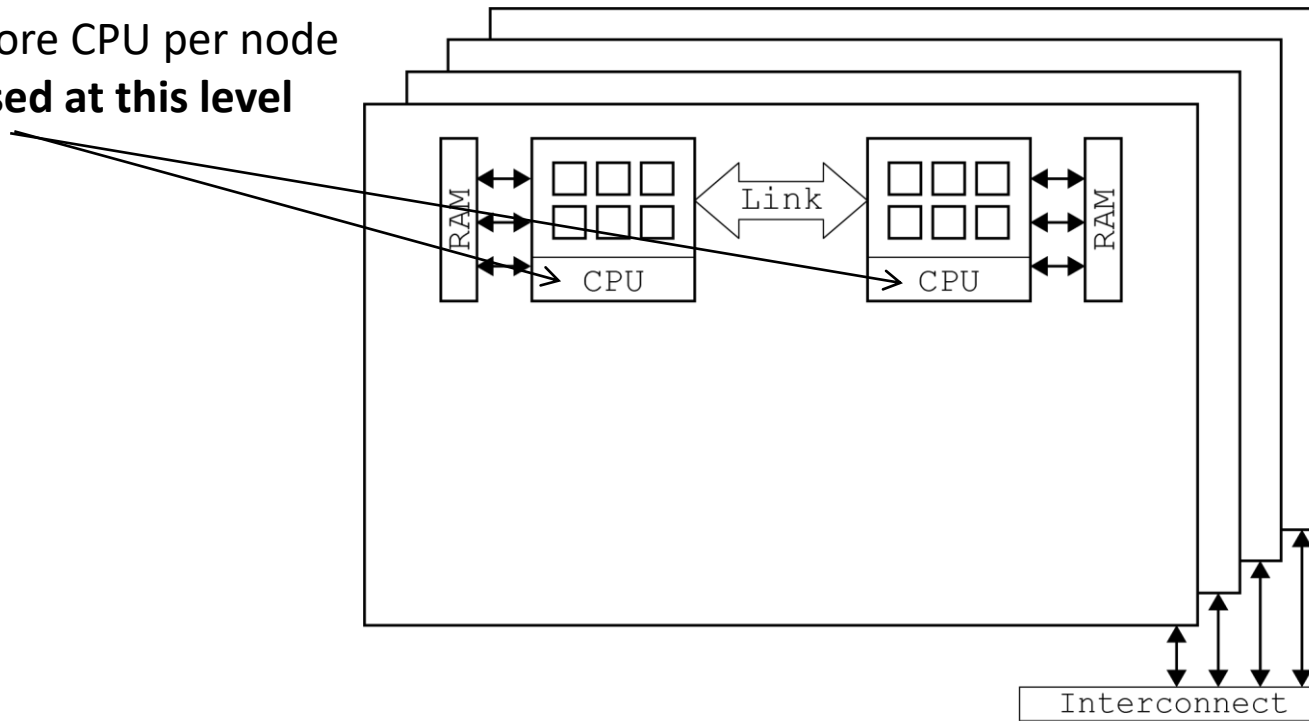 ore CPU per node
sed at this level
RAM
CPU
Link
CPU
RAM
Interconnect